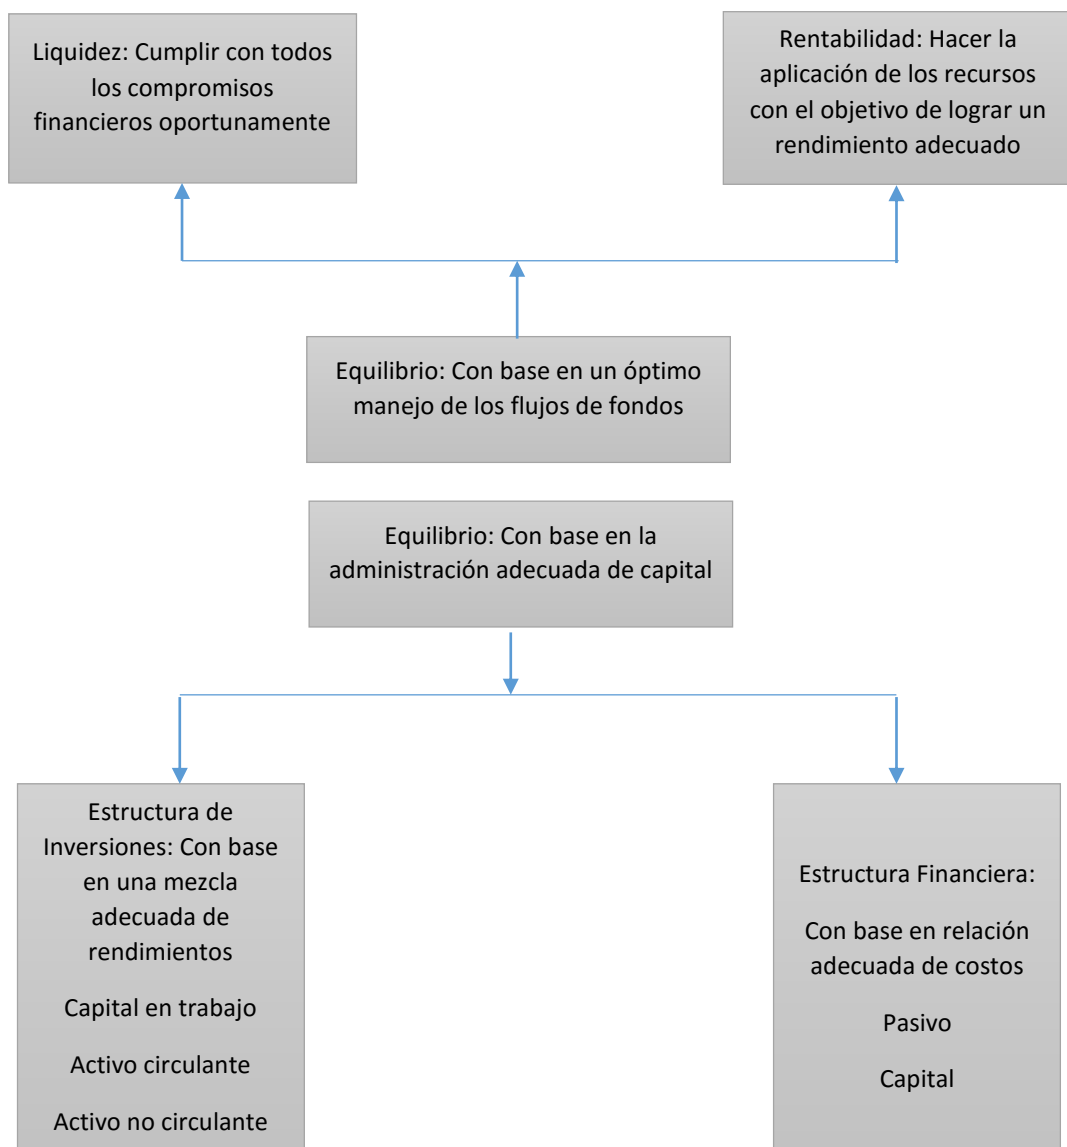 Liquidez: Cumplir con todos
los compromisos
financieros oportunamente
Rentabilidad: Hacer la
aplicación de los recursos
con el objetivo de lograr un
rendimiento adecuado
Equilibrio: Con base en un óptimo
manejo de los flujos de fondos
Equilibrio: Con base en la
administración adecuada de capital
Estructura de
Inversiones: Con base
en una mezcla
adecuada de
rendimientos
Capital en trabajo
Activo circulante
Activo no circulante
Estructura Financiera:
Con base en relación
adecuada de costos
Pasivo
Capital